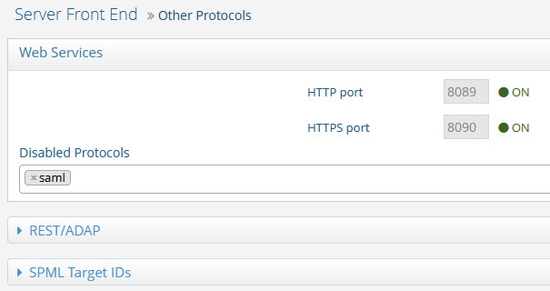 Server Front End » Other Protocols
Web Services
HTTP port 8089 ON
HTTPS port 8090 ON
Disabled Protocols
× saml
REST/ADAP
SPML Target IDs